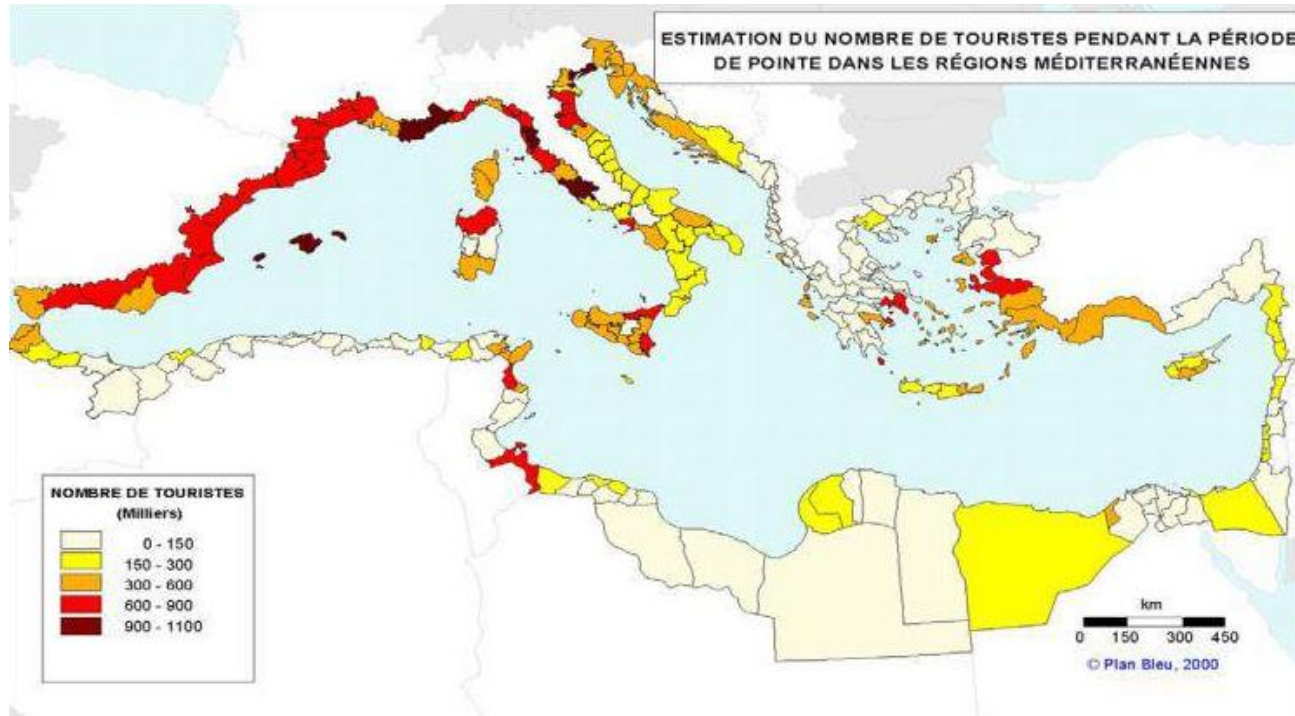 ESTIMATION DU NOMBRE DE TOURISTES PENDANT LA PÉRIODE
DE POINTE DANS LES RÉGIONS MÉDITERRANÉENNES
NOMBRE DE TOURISTES
(Milliers)
0 - 150
150 - 300
300 - 600
600 - 900
900 - 1100
km
0 150 300 450
© Plan Bleu, 2000